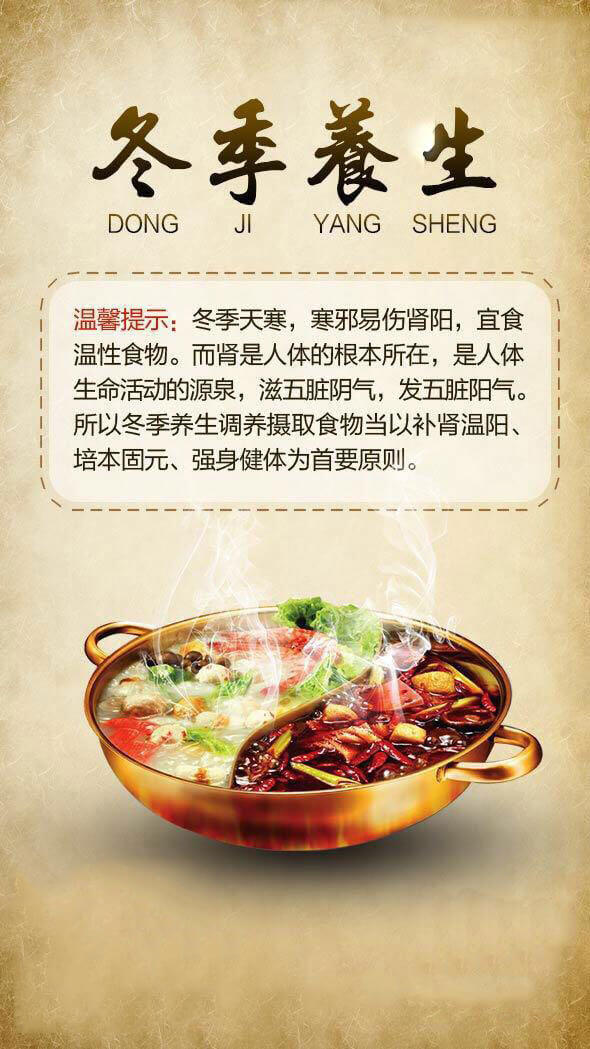 冬季養生
DONG JI YANG SHENG
温馨提示：冬季天寒，寒邪易伤肾阳，宜食
温性食物。而肾是人体的根本所在，是人体
生命活动的源泉，滋五脏阴气，发五脏阳气。
所以冬季养生调养摄取食物当以补肾温阳、
培本固元、强身健体为首要原则。